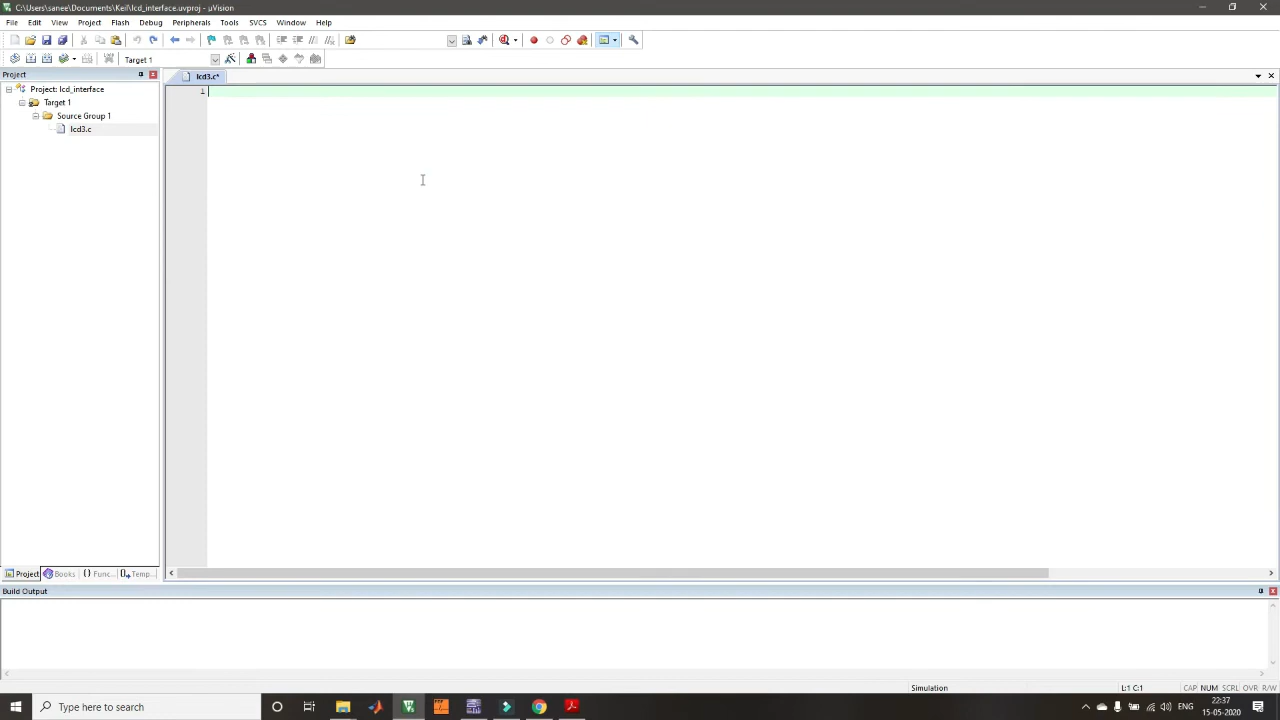 C:\Users\sanee\Documents\Keil\lcd_interface.uvproj - µVision
File Edit View Project Flash Debug Peripherals Tools SVCS Window Help
Target 1
Project
lcd3.c*
Project: lcd_interface
1
Target 1
Source Group 1
lcd3.c
Project Books {} Func... Temp...
Build Output
Simulation L:1 C:1 CAP NUM SCRL OVR R/W
Type here to search
ENG
22:37
15-05-2020